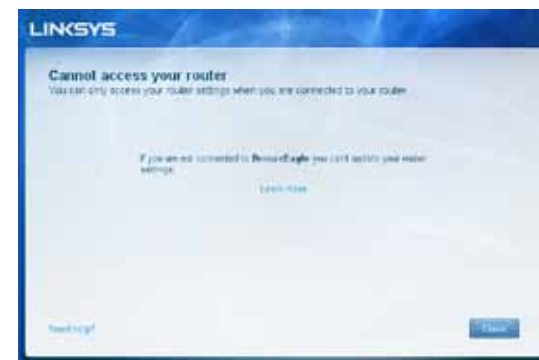 LINKSYS
Cannot access your router
You can only access your router settings when you are connected to your router.
If you are not connected to you can't update your router
settings.
Learn more
Need help?
Close